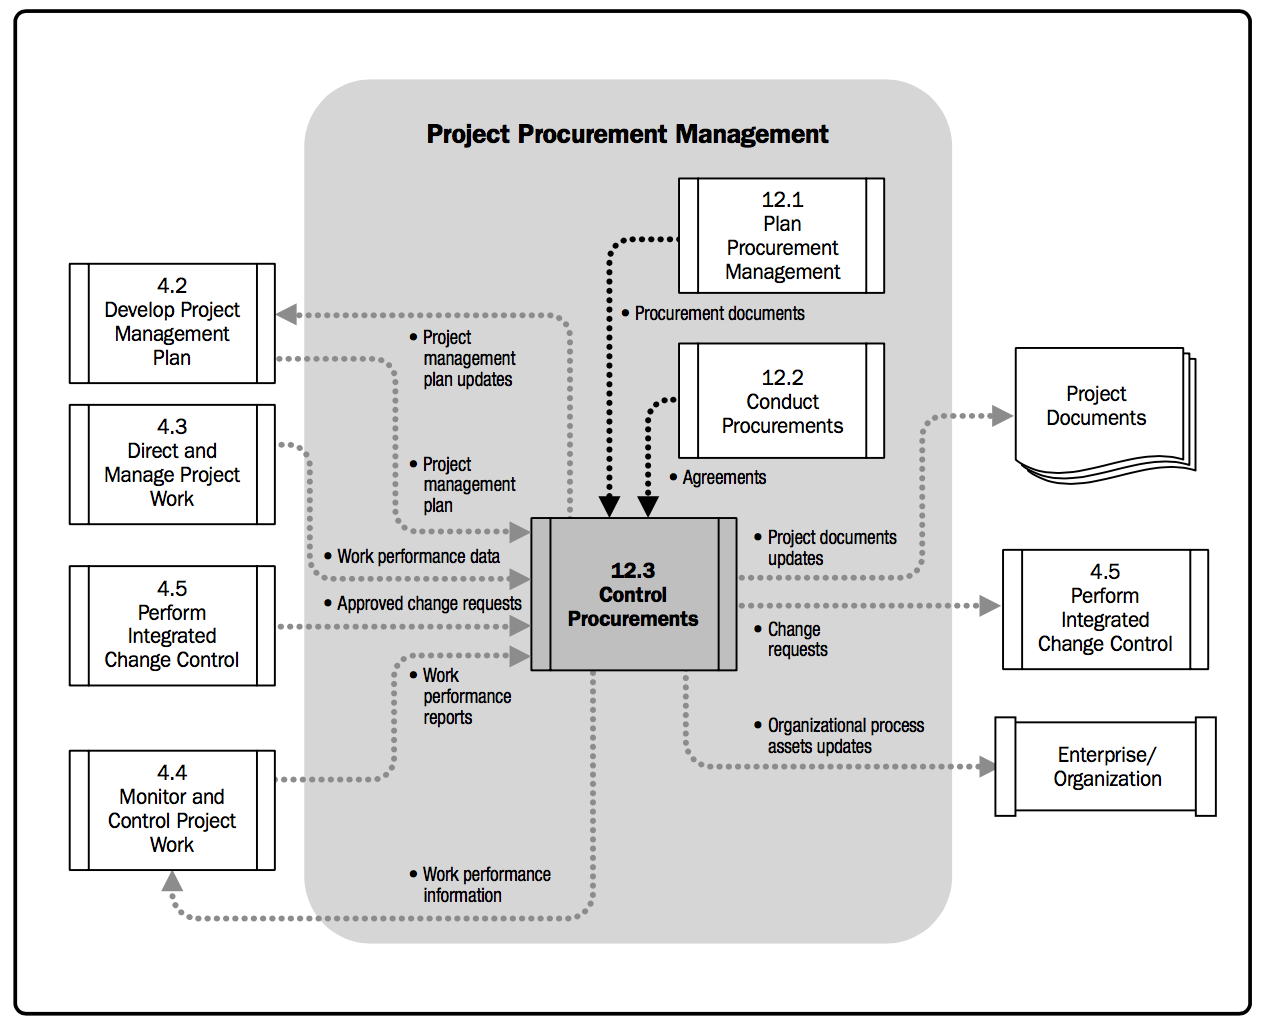 Project Procurement Management
12.1
Plan
Procurement
Management
• Procurement documents
12.2
Conduct
Procurements
• Agreements
4.2
Develop Project
Management
Plan
• Project
management
plan updates
4.3
Direct and
Manage Project
Work
• Project
management
plan
• Work performance data
• Approved change requests
4.5
Perform
Integrated
Change Control
12.3
Control
Procurements
• Project documents
updates
Project
Documents
• Change
requests
4.5
Perform
Integrated
Change Control
• Work
performance
reports
• Organizational process
assets updates
Enterprise/
Organization
4.4
Monitor and
Control Project
Work
• Work performance
information